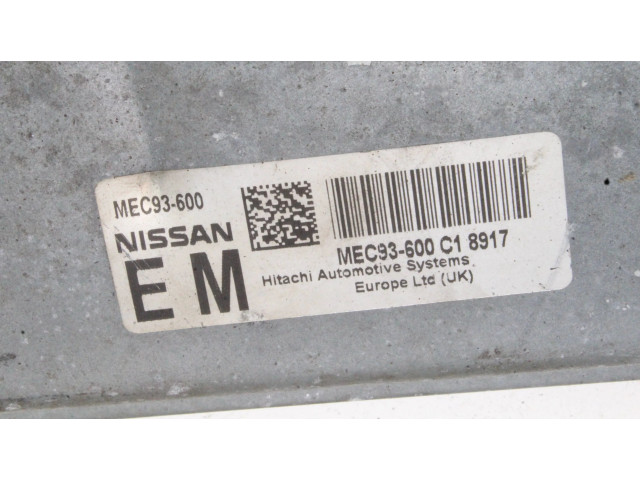 MEC93-600
NISSAN
E M
MEC93-600 C1 8917
Hitachi Automotive Systems
Europe Ltd (UK)